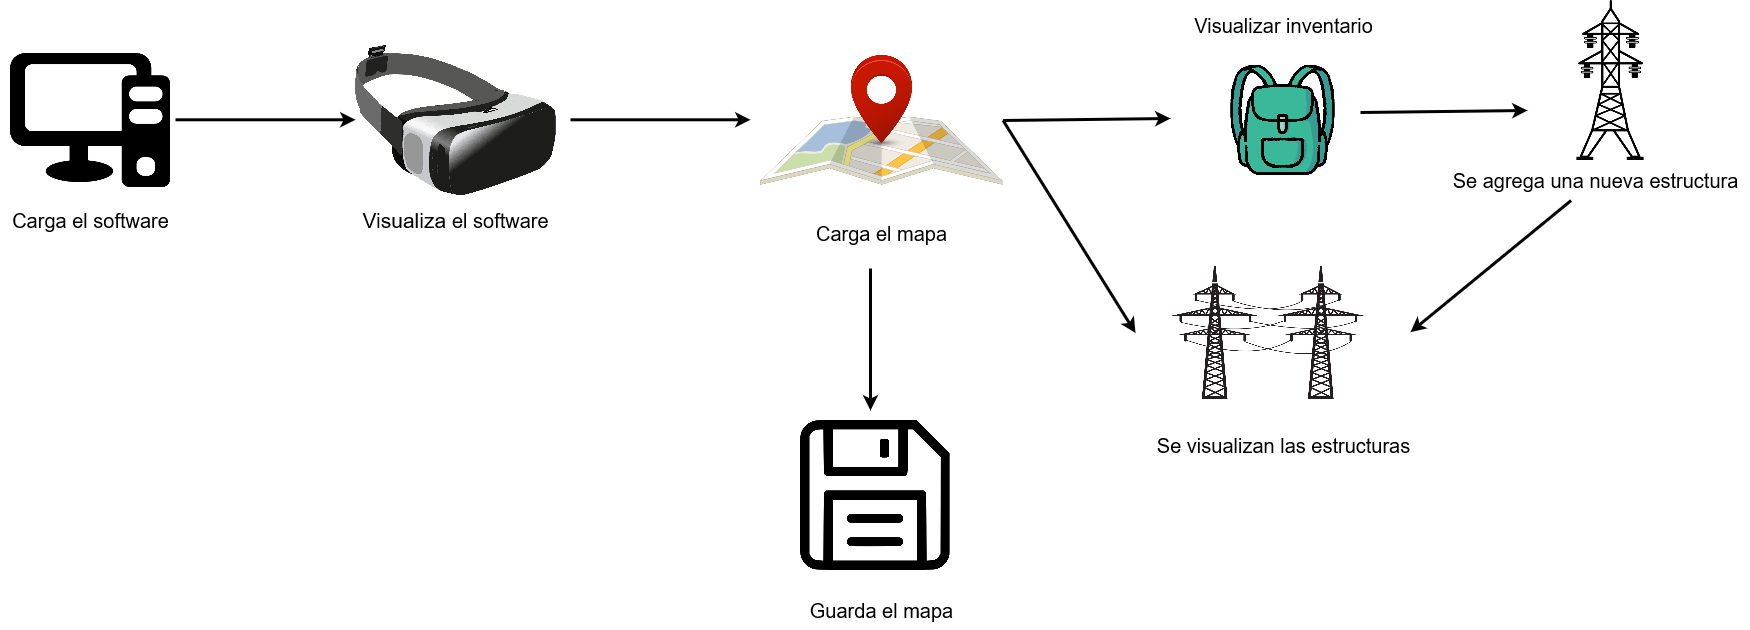 Visualizar inventario
Se agrega una nueva estructura
Carga el software
Visualiza el software
Carga el mapa
Se visualizan las estructuras
Guarda el mapa